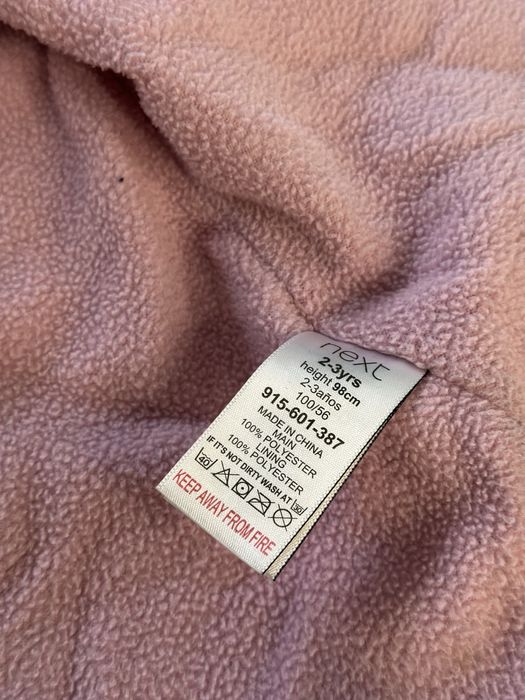 next
2-3yrs
height 98cm
2-3años
100/56
915-601-387
MADE IN CHINA
MAIN
100% POLYESTER
LINING
100% POLYESTER
IF IT'S NOT DIRTY WASH AT 30
40
KEEP AWAY FROM FIRE